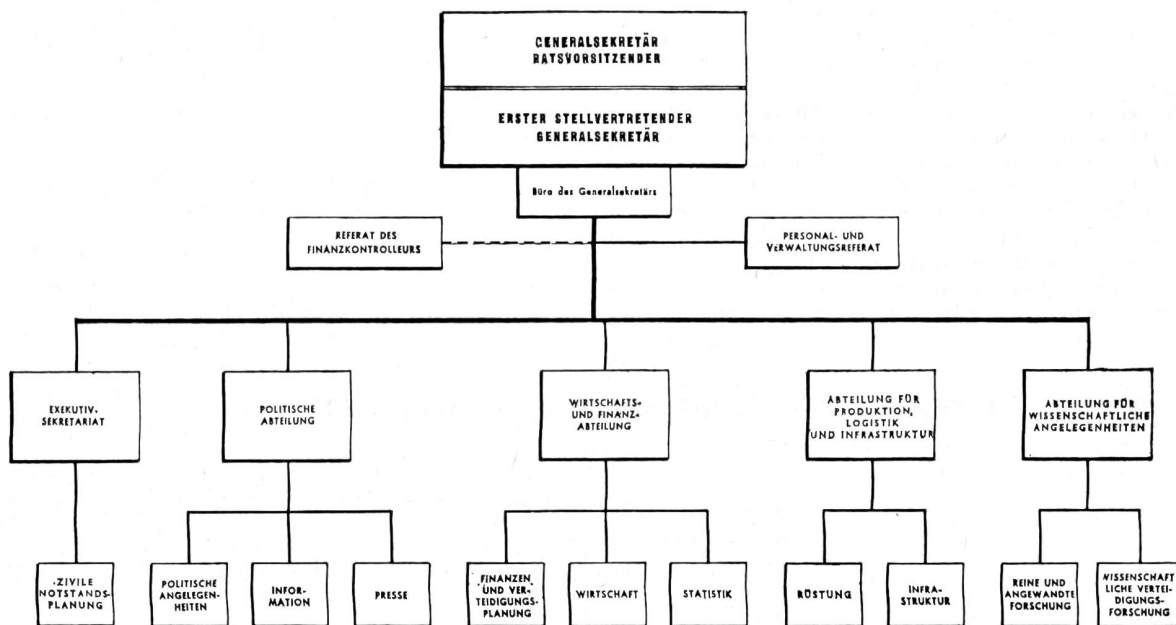 GENERALSEKRETÄR
RATSVORSITZENDER
ERSTER STELLVERTRETENDER
GENERALSEKRETÄR
Büro des Generalsekretärs
REFERAT DES
FINANZKONTROLLEURS
PERSONAL- UND
VERWALTUNGSREFERAT
EXEKUTIV-
SEKRETARIAT
POLITISCHE
ABTEILUNG
WIRTSCHAFTS-
UND FINANZ-
ABTEILUNG
ABTEILUNG FÜR
PRODUKTION,
LOGISTIK
UND INFRASTRUKTUR
ABTEILUNG FÜR
WISSENSCHAFTLICHE
ANGELEGENHEITEN
ZIVILE
NOTSTANDS-
PLANUNG
POLITISCHE
ANGELEGEN-
HEITEN
INFOR-
MATION
PRESSE
FINANZEN
UND VER-
TEIDIGUNGS-
PLANUNG
WIRTSCHAFT
STATISTIK
RÜSTUNG
INFRA-
STRUKTUR
REINE UND
ANGEWANDTE
FORSCHUNG
WISSENSCHAFT
LICHE VERTEI-
DIGUNGS-
FORSCHUNG